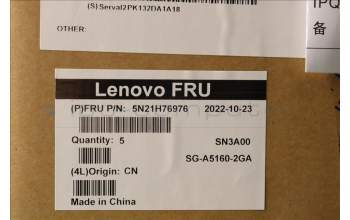 (S)Serval2PK132DA1A18
OTHER:
IPQ
备
Lenovo FRU
(P)FRU P/N: 5N21H76976 2022-10-23
Quantity: 5 SN3A00
SG-A5160-2GA
(4L)Origin: CN
Made in China